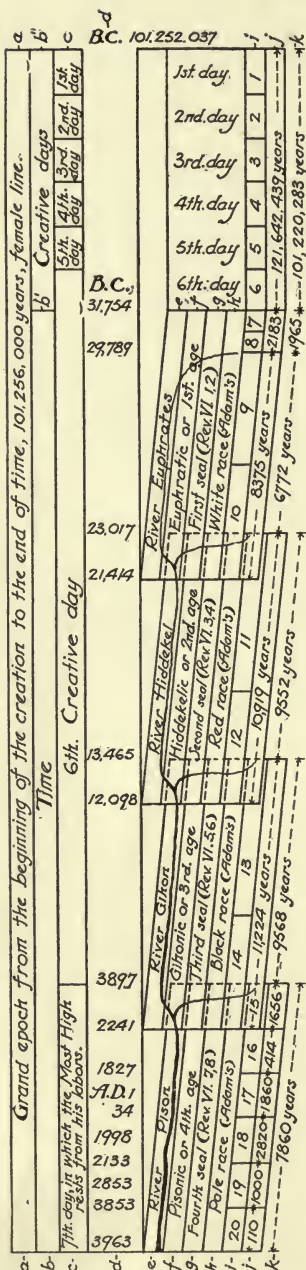 -a- Grand epoch from the beginning of the creation to the end of time, 101.256,000 years, female line. -a
b- Time b' Creative days b"
c- 7th. day, in which the Most High rests from his labors. 6th. Creative day 5th. day 4th. day 3rd. day 2nd. day 1st. day c
d- 3963 3853 2853 2133 1998 34 A.D.1 1827 2241 3897 12,098 13,465 21,414 23,017 29,789 31,754 B.C. B.C. 101.252.037 -d
e- River Pison River Gihon River Hiddekel River Euphrates e
f- Pisonic or 4th. age Gihonic or 3rd. age Hiddekelic or 2nd. age Euphratic or 1st. age f
g- Fourth seal (Rev. VI. 7,8) Third seal (Rev. VI. 5,6) Second seal (Rev. VI. 3,4) First seal (Rev. VI. 1,2) g
h- Pale race (Adam's) Black race (Adam's) Red race (Adam's) White race (Adam's) h
6th. day 5th. day 4th. day 3rd. day 2nd. day 1st. day.
i- 20 19 18 17 16 15 14 13 12 11 10 9 8 7 6 5 4 3 2 1 -i
j- 110 1000 2820 1860 414 1656 11,224 years 10,919 years 8375 years 2183 121,642,439 years -j
k- 7860 years 9568 years 9552 years 6772 years 1965 101,220,283 years -k